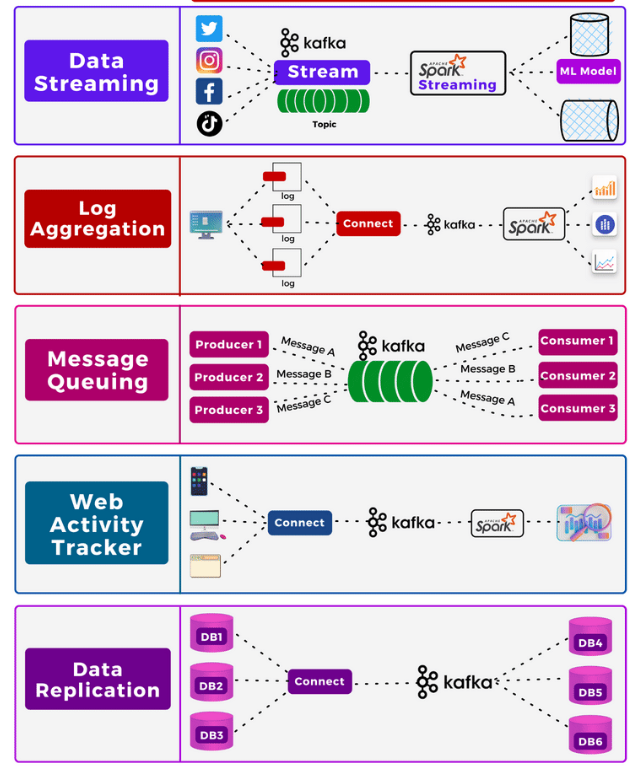 Data
Streaming
kafka
Stream
Topic
APACHE
Spark
Streaming
ML Model
Log
Aggregation
log
log
log
Connect
kafka
APACHE
Spark
Message
Queuing
Producer 1
Producer 2
Producer 3
Message A
Message B
Message C
kafka
Message C
Message B
Message A
Consumer 1
Consumer 2
Consumer 3
Web
Activity
Tracker
Connect
kafka
APACHE
Spark
Data
Replication
DB1
DB2
DB3
Connect
kafka
DB4
DB5
DB6